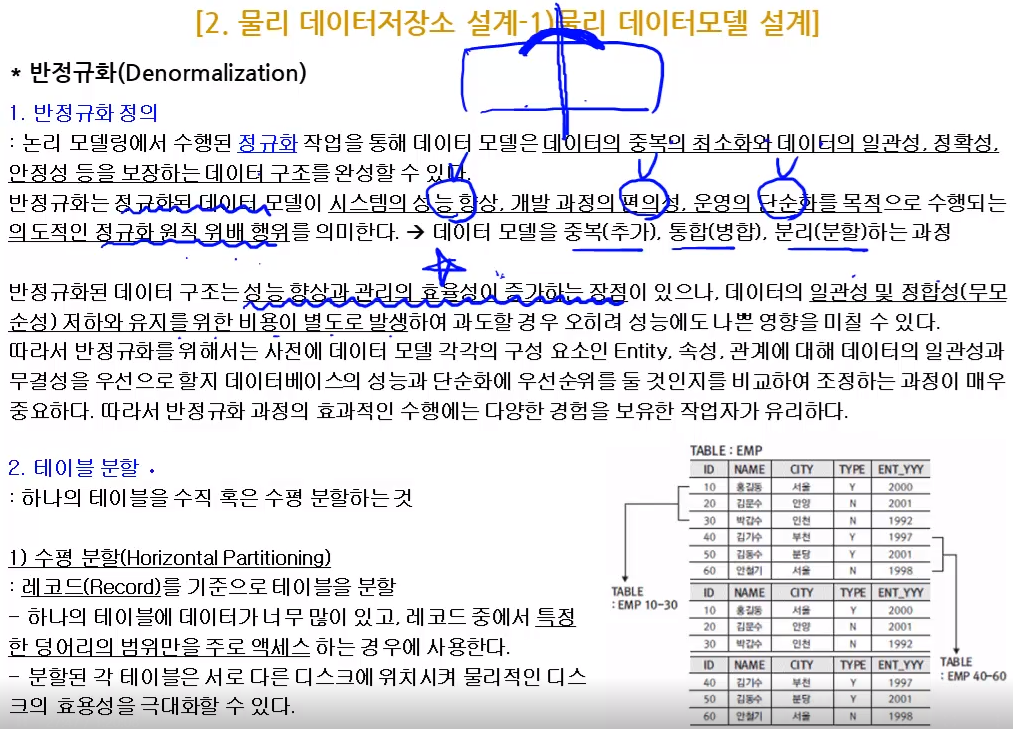 [2. 물리 데이터저장소 설계-1)물리 데이터모델 설계]
* 반정규화(Denormalization)
1. 반정규화 정의
: 논리 모델링에서 수행된 정규화 작업을 통해 데이터 모델은 데이터의 중복의 최소화와 데이터의 일관성, 정확성,
안정성 등을 보장하는 데이터 구조를 완성할 수 있다.
반정규화는 정규화된 데이터 모델이 시스템의 성능 향상, 개발 과정의 편의성, 운영의 단순화를 목적으로 수행되는
의도적인 정규화 원칙 위배 행위를 의미한다. → 데이터 모델을 중복(추가), 통합(병합), 분리(분할)하는 과정
반정규화된 데이터 구조는 성능 향상과 관리의 효율성이 증가하는 장점이 있으나, 데이터의 일관성 및 정합성(무모
순성) 저하와 유지를 위한 비용이 별도로 발생하여 과도할 경우 오히려 성능에도 나쁜 영향을 미칠 수 있다.
따라서 반정규화를 위해서는 사전에 데이터 모델 각각의 구성 요소인 Entity, 속성, 관계에 대해 데이터의 일관성과
무결성을 우선으로 할지 데이터베이스의 성능과 단순화에 우선순위를 둘 것인지를 비교하여 조정하는 과정이 매우
중요하다. 따라서 반정규화 과정의 효과적인 수행에는 다양한 경험을 보유한 작업자가 유리하다.
2. 테이블 분할
: 하나의 테이블을 수직 혹은 수평 분할하는 것
1) 수평 분할(Horizontal Partitioning)
: 레코드(Record)를 기준으로 테이블을 분할
- 하나의 테이블에 데이터가 너무 많이 있고, 레코드 중에서 특정
한 덩어리의 범위만을 주로 액세스 하는 경우에 사용한다.
- 분할된 각 테이블은 서로 다른 디스크에 위치시켜 물리적인 디스
크의 효용성을 극대화할 수 있다.
TABLE : EMP
ID NAME CITY TYPE ENT_YYY
10 홍길동 서울 Y 2000
20 김문수 안양 N 2001
30 박갑수 인천 N 1992
40 김기수 부천 Y 1997
50 김동수 분당 Y 2001
60 안철기 서울 N 1998
TABLE
: EMP 10-30
ID NAME CITY TYPE ENT_YYY
10 홍길동 서울 Y 2000
20 김문수 안양 N 2001
30 박갑수 인천 N 1992
ID NAME CITY TYPE ENT_YYY
40 김기수 부천 Y 1997
50 김동수 분당 Y 2001
60 안철기 서울 N 1998
TABLE
: EMP 40-60